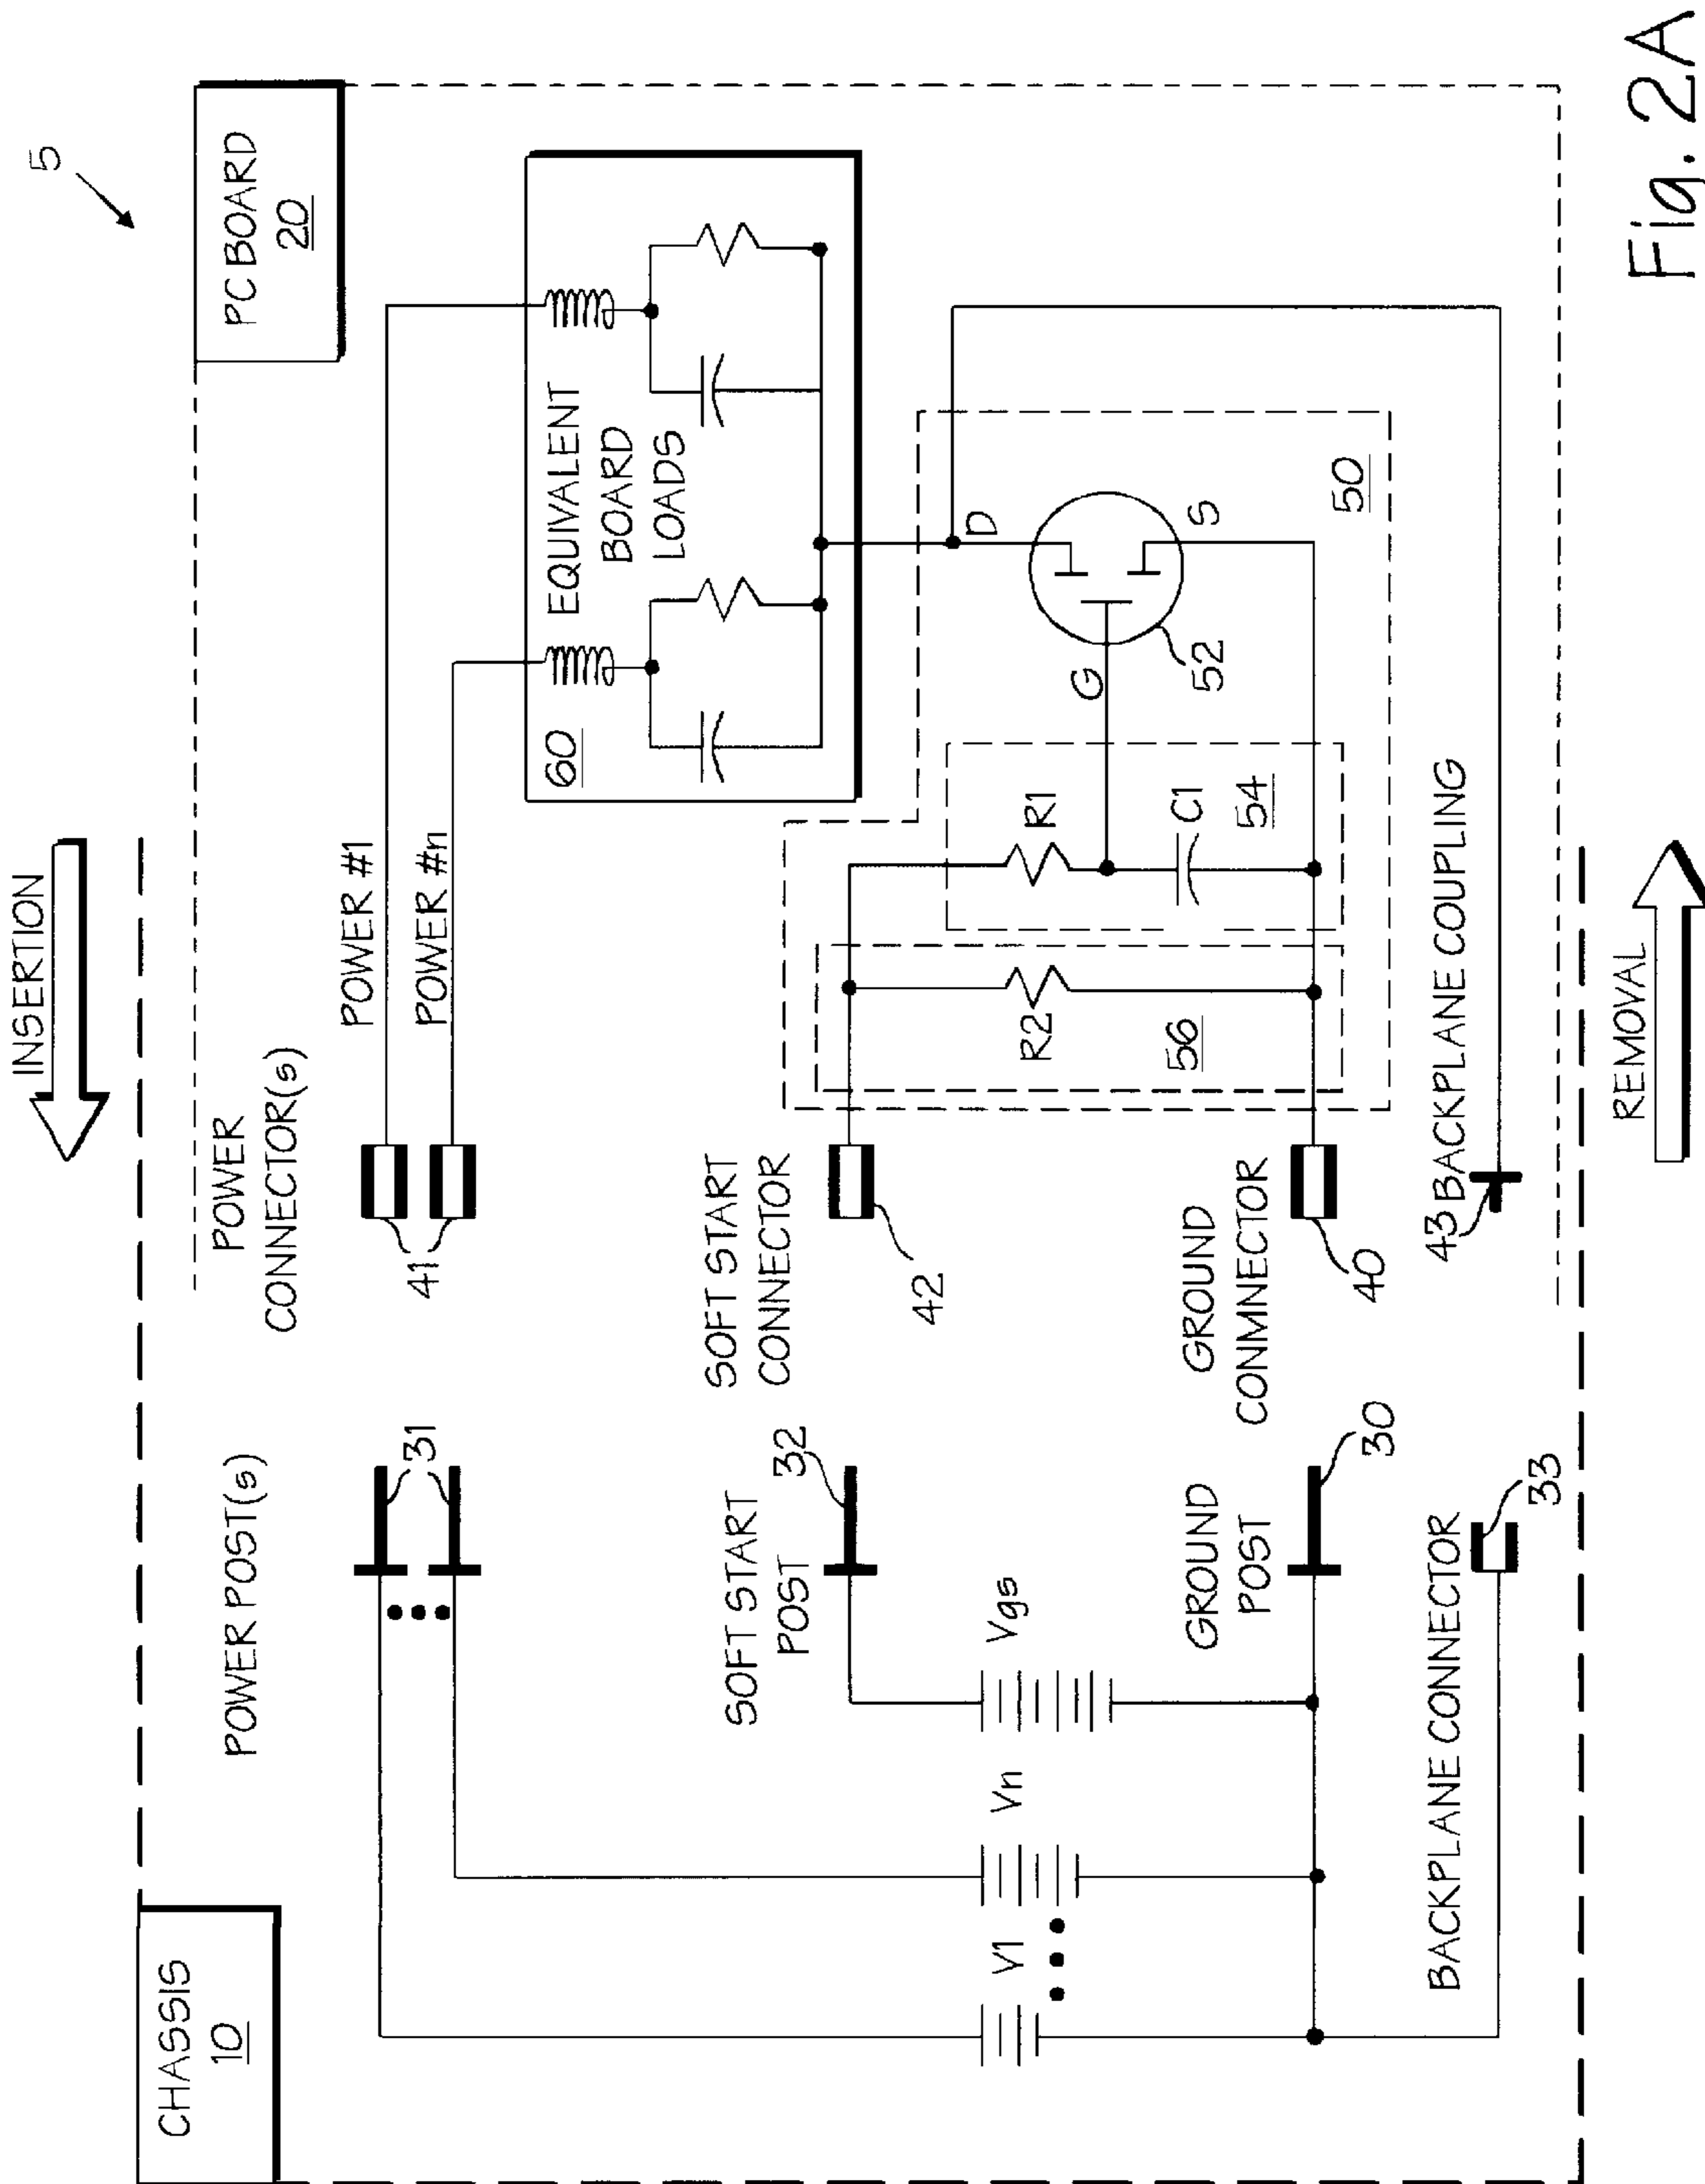 5
INSERTION
PC BOARD
20
POWER
CONNECTOR(s)
POWER #1
POWER #n
41
EQUIVALENT
BOARD
LOADS
60
POWER POST(s)
31
CHASSIS
10
SOFT START
CONNECTOR
42
SOFT START
POST
32
Vgs
Vn
V1
R1
C1
54
R2
56
G
D
S
52
50
GROUND
CONMNECTOR
40
GROUND
POST
30
43
BACKPLANE COUPLING
BACKPLANE CONNECTOR
33
REMOVAL
Fig. 2A